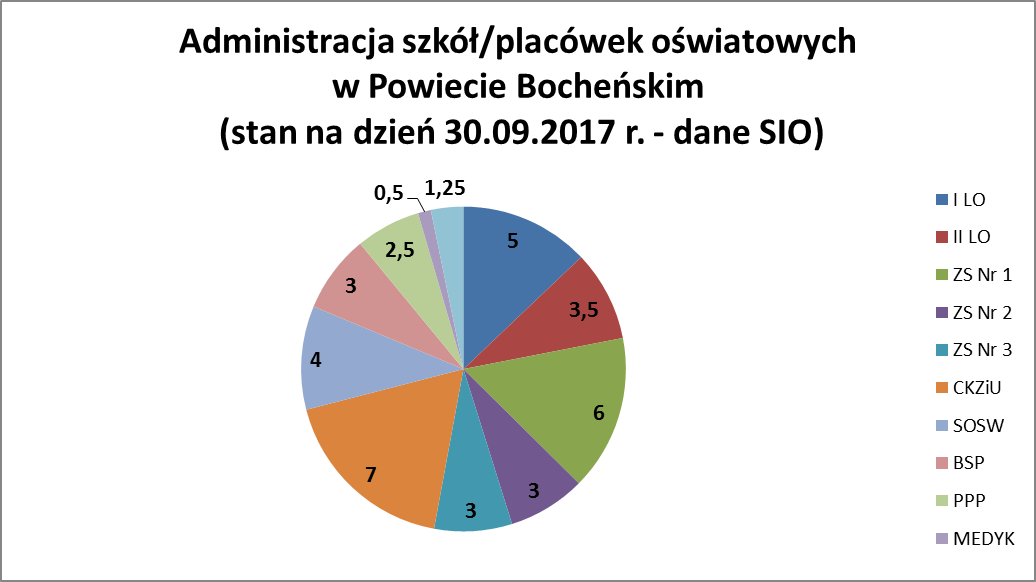 Administracja szkół/placówek oświatowych
w Powiecie Bocheńskim
(stan na dzień 30.09.2017 r. - dane SIO)
0,5
1,25
5
3,5
6
3
3
7
4
3
2,5
I LO
II LO
ZS Nr 1
ZS Nr 2
ZS Nr 3
CKZiU
SOSW
BSP
PPP
MEDYK